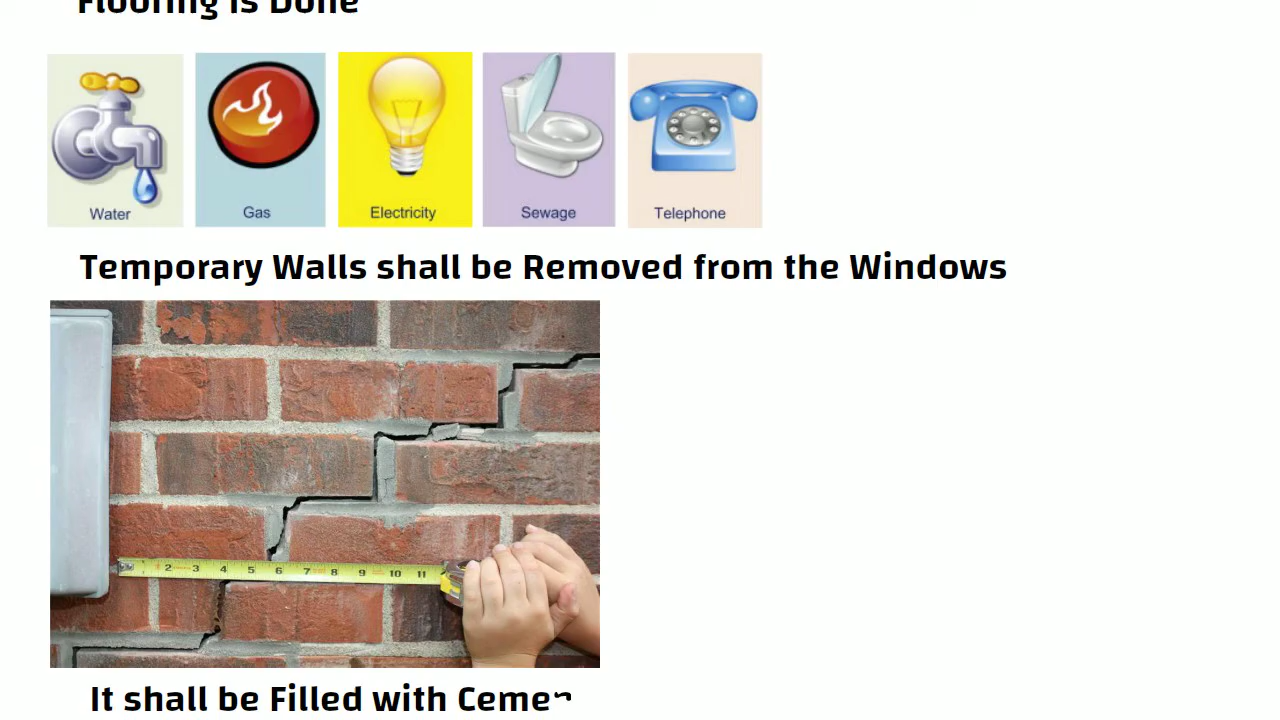 Flooring is Done
Water Gas Electricity Sewage Telephone
Temporary Walls shall be Removed from the Windows
2 3 4 5 6 7 8 9 10 11
It shall be Filled with